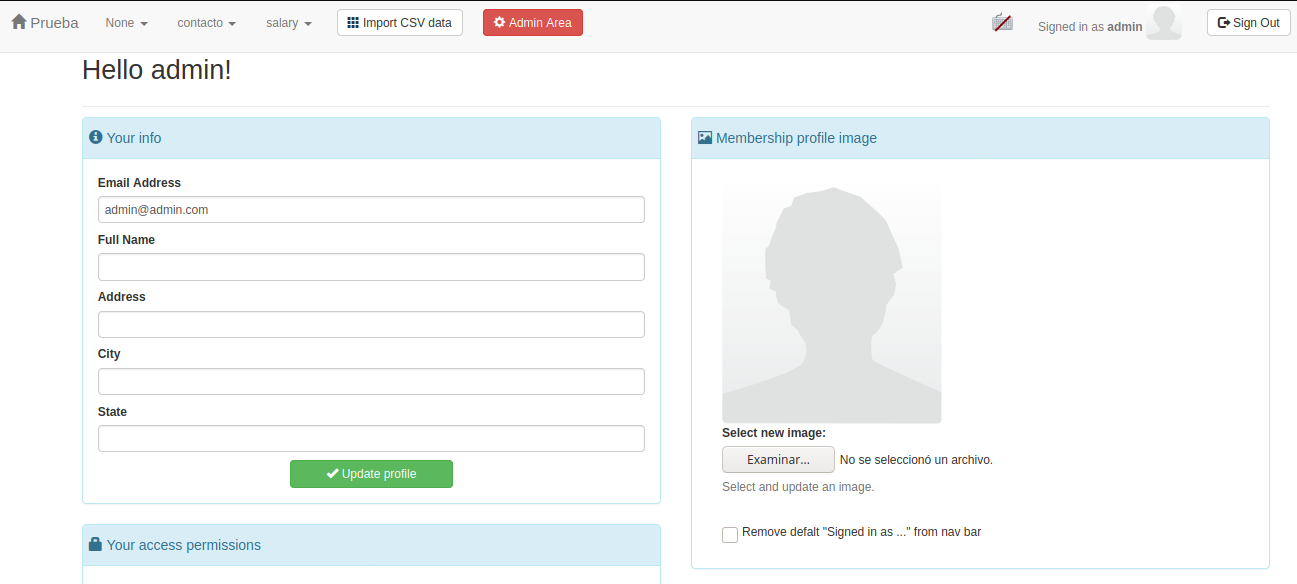 Prueba None contacto salary Import CSV data Admin Area Signed in as admin Sign Out
Hello admin!
Your info
Email Address
admin@admin.com
Full Name
Address
City
State
Update profile
Your access permissions
Membership profile image
Select new image:
Examinar... No se seleccionó un archivo.
Select and update an image.
Remove defalt "Signed in as ..." from nav bar